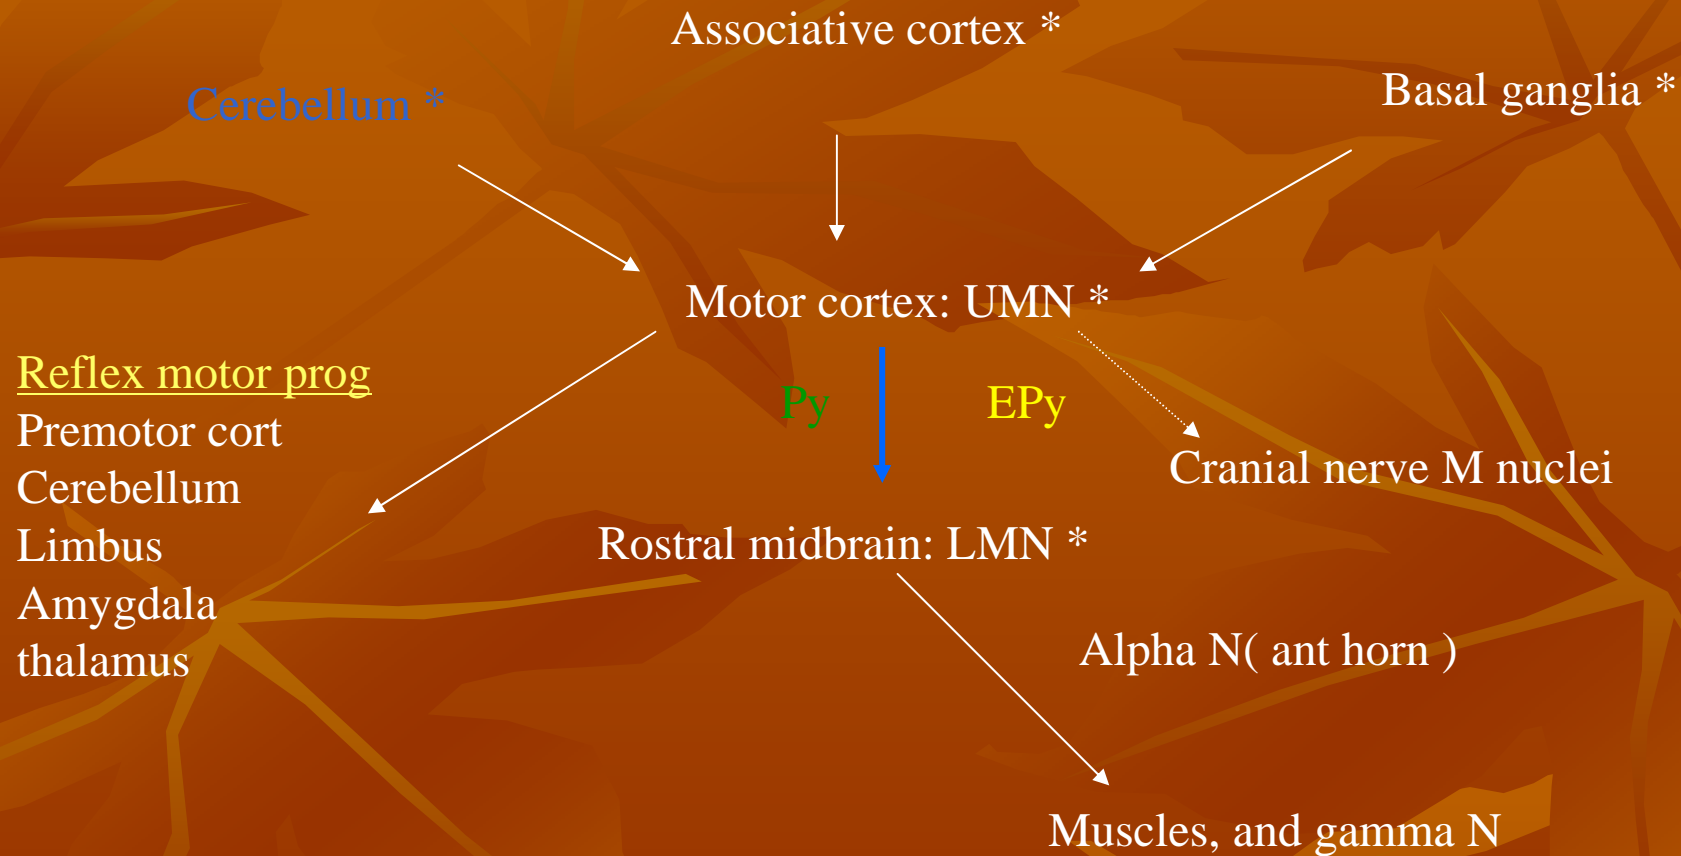 Associative cortex *
Cerebellum *
Basal ganglia *
Motor cortex: UMN *
Reflex motor prog
Premotor cort
Cerebellum
Limbus
Amygdala
thalamus
Py
EPy
Cranial nerve M nuclei
Rostral midbrain: LMN *
Alpha N( ant horn )
Muscles, and gamma N